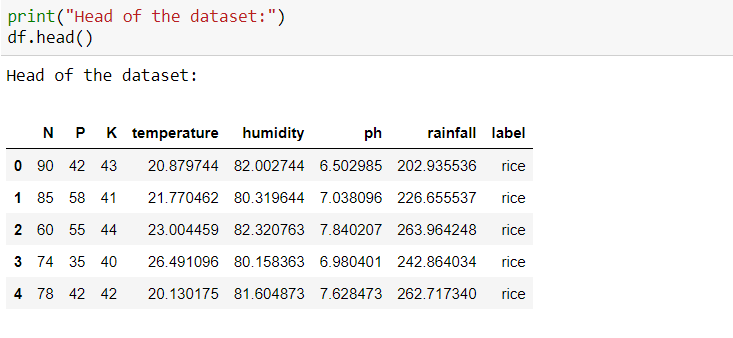 print("Head of the dataset:")
df.head()
Head of the dataset:
N P K temperature humidity ph rainfall label
0 90 42 43 20.879744 82.002744 6.502985 202.935536 rice
1 85 58 41 21.770462 80.319644 7.038096 226.655537 rice
2 60 55 44 23.004459 82.320763 7.840207 263.964248 rice
3 74 35 40 26.491096 80.158363 6.980401 242.864034 rice
4 78 42 42 20.130175 81.604873 7.628473 262.717340 rice